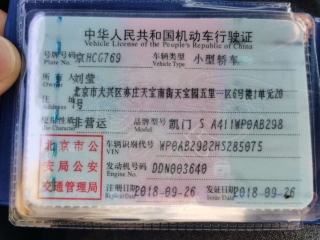 中华人民共和国机动车行驶证
Vehicle License of the People's Republic of China
号牌号码 京HCG769 车辆类型 小型轿车
Plate No. Vehicle Type
所有人 刘莹
住址 北京市大兴区枣庄天宝南街天宝园五里一区6号楼1单元20
1号
使用性质 非营运 品牌型号 凯门 S A411WP0AB298
Use Character Model
北京市公 车辆识别代号 WP0AB2982HS285075
VIN
安局公安 发动机号码 DDN003640
Engine No.
交通管理局 注册日期 2018-09-26 发证日期 2018-09-26
Register Date Issue Date